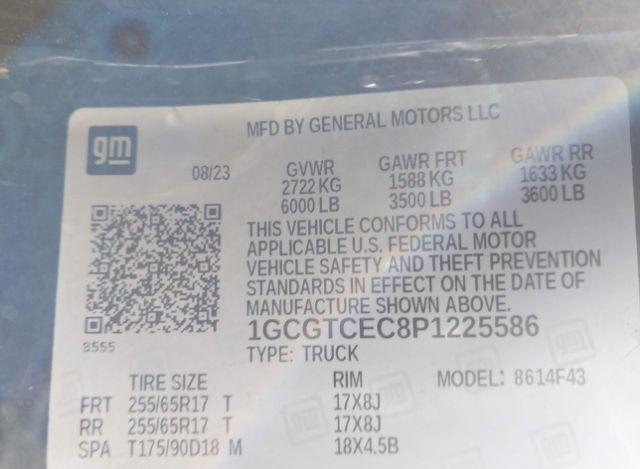 MFD BY GENERAL MOTORS LLC
gm
08/23 GVWR GAWR FRT GAWR RR
2722 KG 1588 KG 1633 KG
6000 LB 3500 LB 3600 LB
THIS VEHICLE CONFORMS TO ALL
APPLICABLE U.S. FEDERAL MOTOR
VEHICLE SAFETY AND THEFT PREVENTION
STANDARDS IN EFFECT ON THE DATE OF
MANUFACTURE SHOWN ABOVE.
1GCGTCEC8P1225586
8555
TYPE: TRUCK
TIRE SIZE RIM MODEL: 8614F43
FRT 255/65R17 T 17X8J
RR 255/65R17 T 17X8J
SPA T175/90D18 M 18X4.5B